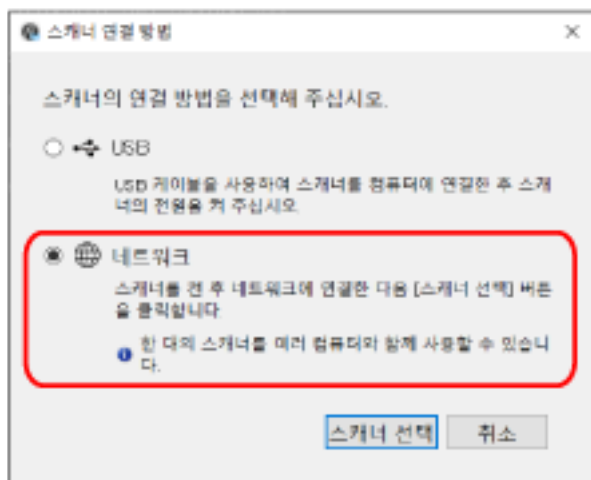 스캐너 연결 방법
스캐너의 연결 방법을 선택해 주십시오.
USB
USB 케이블을 사용하여 스캐너를 컴퓨터에 연결한 후 스캐
너의 전원을 켜 주십시오.
네트워크
스캐너를 켠 후 네트워크에 연결한 다음 [스캐너 선택] 버튼
을 클릭합니다.
한 대의 스캐너를 여러 컴퓨터와 함께 사용할 수 있습니
다.
스캐너 선택
취소